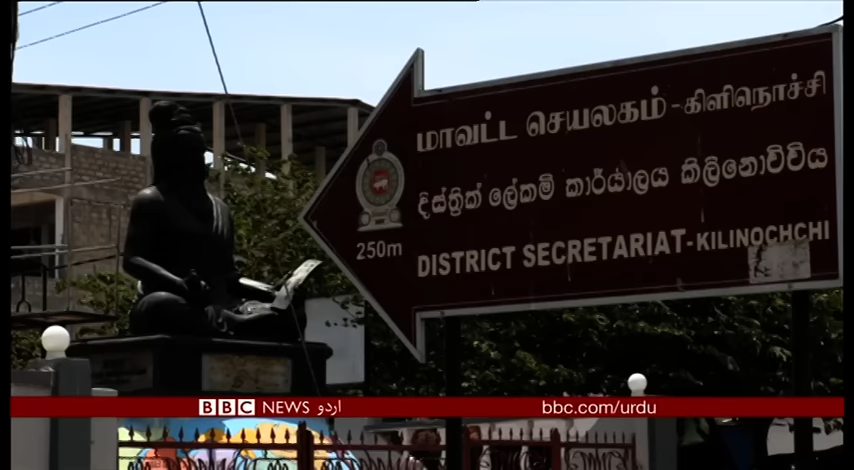 மாவட்ட செயலகம்-கிளிநொச்சி
දිස්ත්‍රික් ලේකම් කාර්යාලය කිලිනොච්චිය
250m
DISTRICT SECRETARIAT-KILINOCHCHI
BBC NEWS اردو
bbc.com/urdu